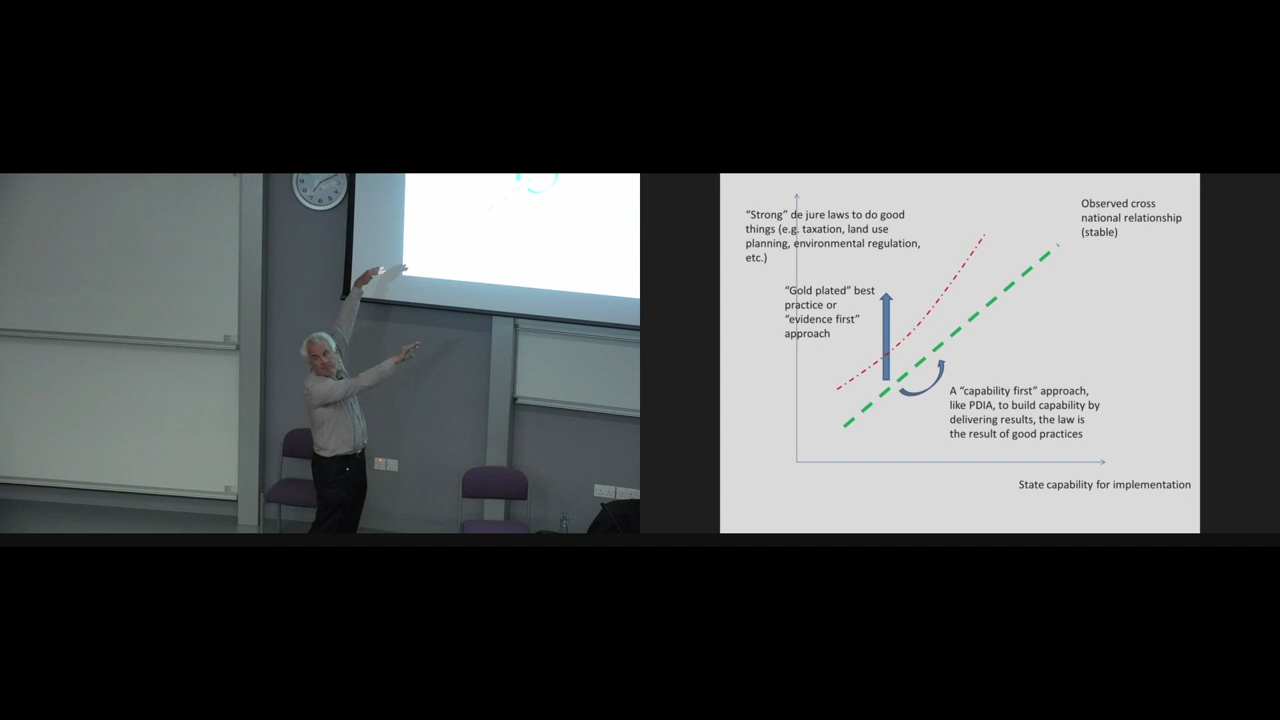 “Strong” de jure laws to do good
things (e.g. taxation, land use
planning, environmental regulation,
etc.)
Observed cross
national relationship
(stable)
“Gold plated” best
practice or
“evidence first”
approach
A “capability first” approach,
like PDIA, to build capability by
delivering results, the law is
the result of good practices
State capability for implementation